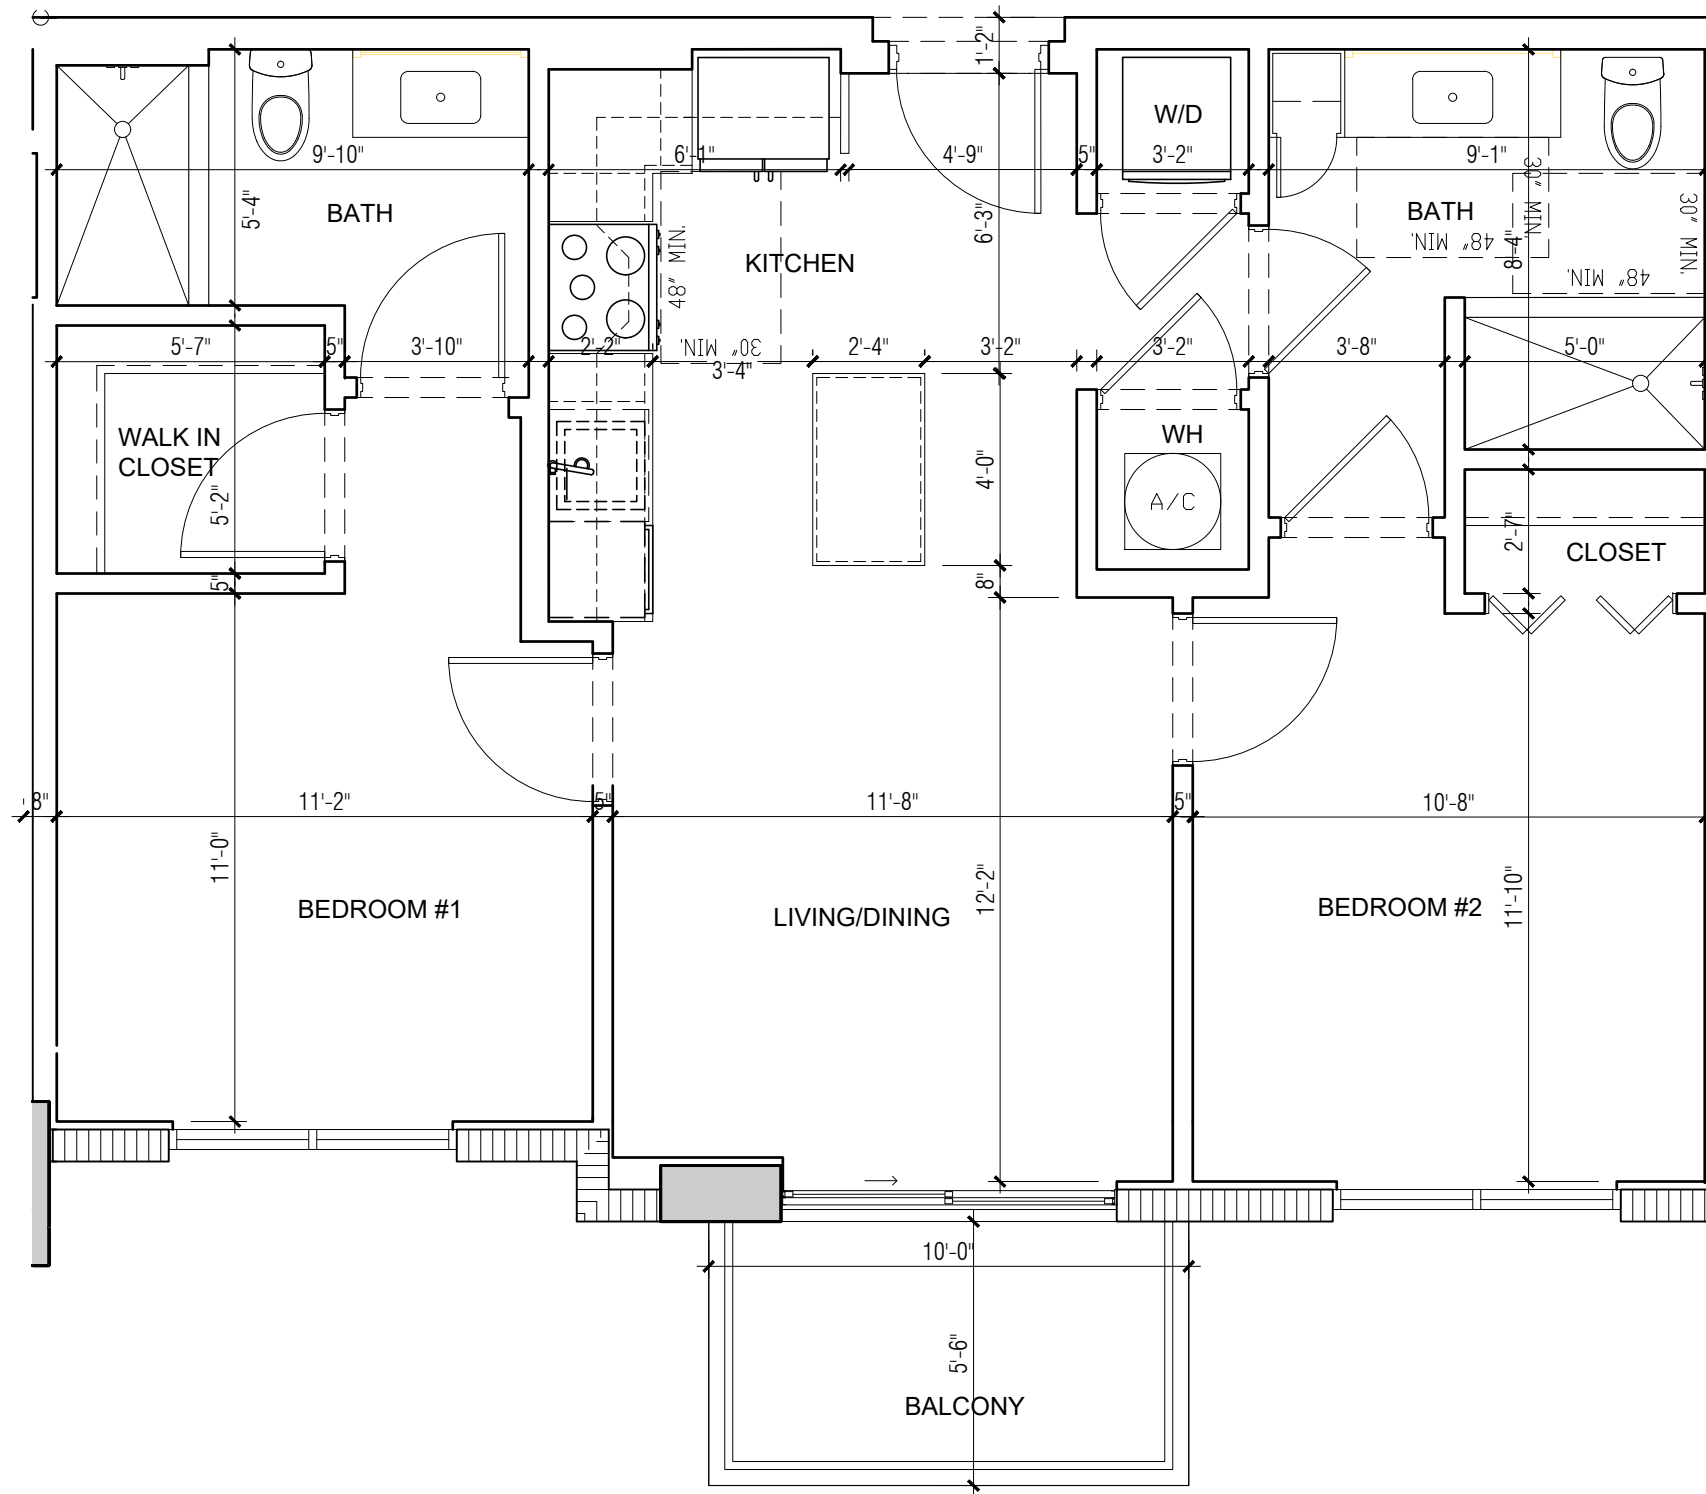 1'-2"
W/D
9'-10"
6'-1"
4'-9"
5"
3'-2"
9'-1"
30" MIN.
5'-4"
BATH
6'-3"
BATH
30" MIN.
48" MIN.
8'-4"
48" MIN.
KITCHEN
48" MIN.
5'-7"
5"
3'-10"
2'-2"
30" MIN.
2'-4"
3'-2"
3'-2"
3'-8"
5'-0"
3'-4"
WALK IN
CLOSET
WH
4'-0"
5'-2"
A/C
2'-7"
CLOSET
5"
8"
8"
11'-2"
5"
11'-8"
5"
10'-8"
11'-0"
12'-2"
11'-10"
BEDROOM #1
LIVING/DINING
BEDROOM #2
10'-0"
5'-6"
BALCONY